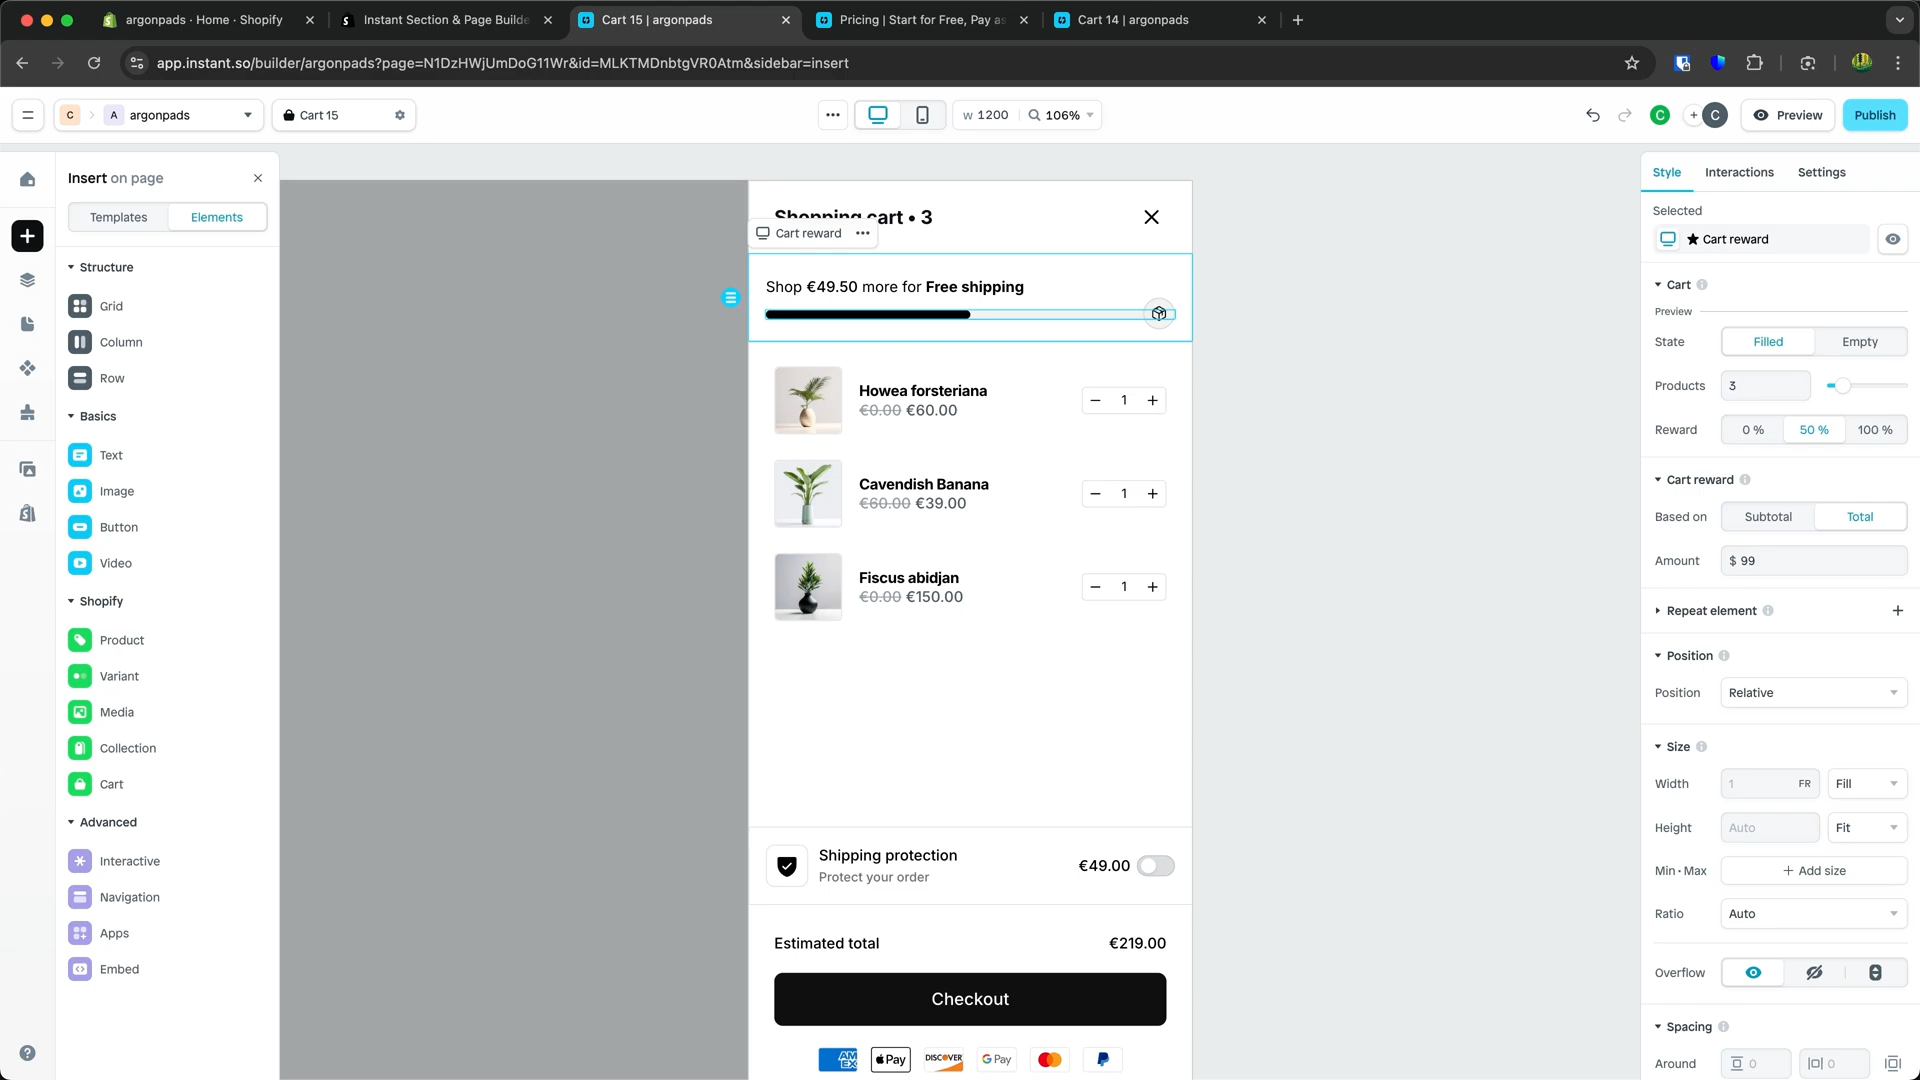 argonpads · Home · Shopify
Instant Section & Page Builde
Cart 15 | argonpads
Pricing | Start for Free, Pay as
Cart 14 | argonpads
app.instant.so/builder/argonpads?page=N1DzHWjUmDoG11Wr&id=MLKTMDnbtgVR0Atm&sidebar=insert
C
A
argonpads
Cart 15
W 1200
106%
C
C
Preview
Publish
Insert on page
Templates
Elements
Structure
Grid
Column
Row
Basics
Text
Image
Button
Video
Shopify
Product
Variant
Media
Collection
Cart
Advanced
Interactive
Navigation
Apps
Embed
Shopping cart • 3
Cart reward
Shop €49.50 more for Free shipping
Howea forsteriana
€0.00 €60.00
1
Cavendish Banana
€60.00 €39.00
1
Fiscus abidjan
€0.00 €150.00
1
Shipping protection
Protect your order
€49.00
Estimated total
€219.00
Checkout
AMEX
Pay
DISCOVER
G Pay
Style
Interactions
Settings
Selected
Cart reward
Cart
Preview
State
Filled
Empty
Products
3
Reward
0 %
50 %
100 %
Cart reward
Based on
Subtotal
Total
Amount
$ 99
Repeat element
Position
Position
Relative
Size
Width
1
FR
Fill
Height
Auto
Fit
Min · Max
Add size
Ratio
Auto
Overflow
Spacing
Around
0
0